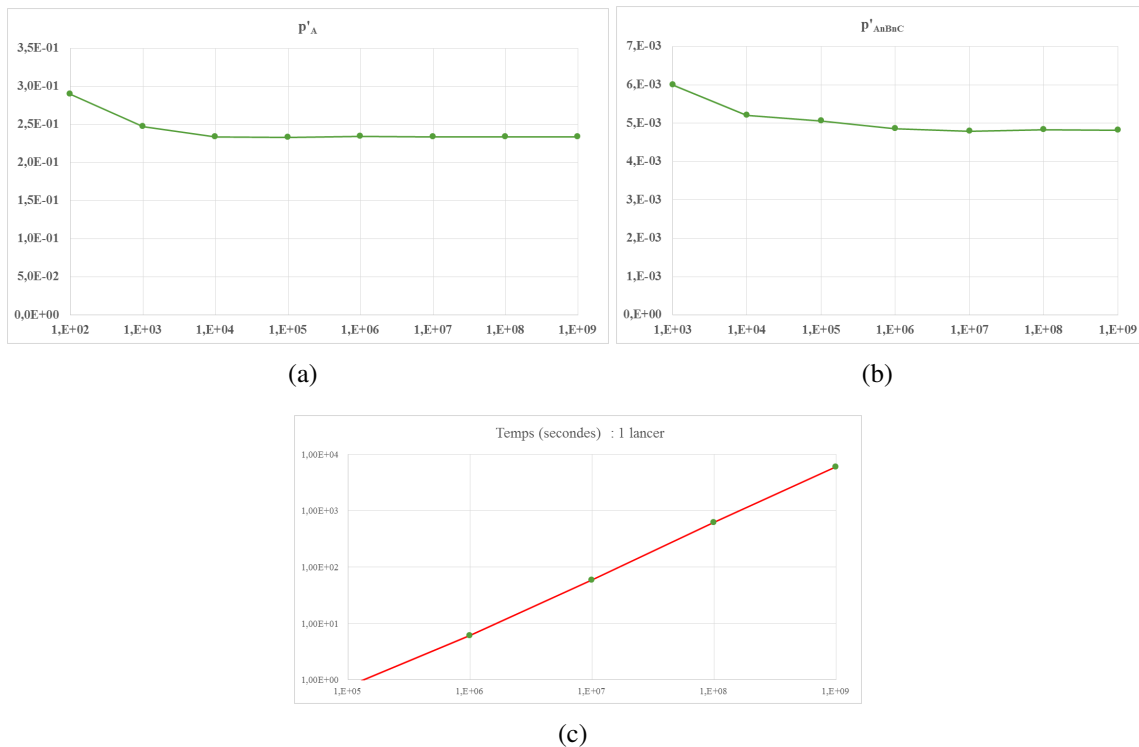 p'A
3,5E-01
3,0E-01
2,5E-01
2,0E-01
1,5E-01
1,0E-01
5,0E-02
0,0E+00
1,E+02 1,E+03 1,E+04 1,E+05 1,E+06 1,E+07 1,E+08 1,E+09
(a)
p'AnBnC
7,E-03
6,E-03
5,E-03
4,E-03
3,E-03
2,E-03
1,E-03
0,E+00
1,E+03 1,E+04 1,E+05 1,E+06 1,E+07 1,E+08 1,E+09
(b)
Temps (secondes) : 1 lancer
1,00E+04
1,00E+03
1,00E+02
1,00E+01
1,00E+00
1,E+05 1,E+06 1,E+07 1,E+08 1,E+09
(c)